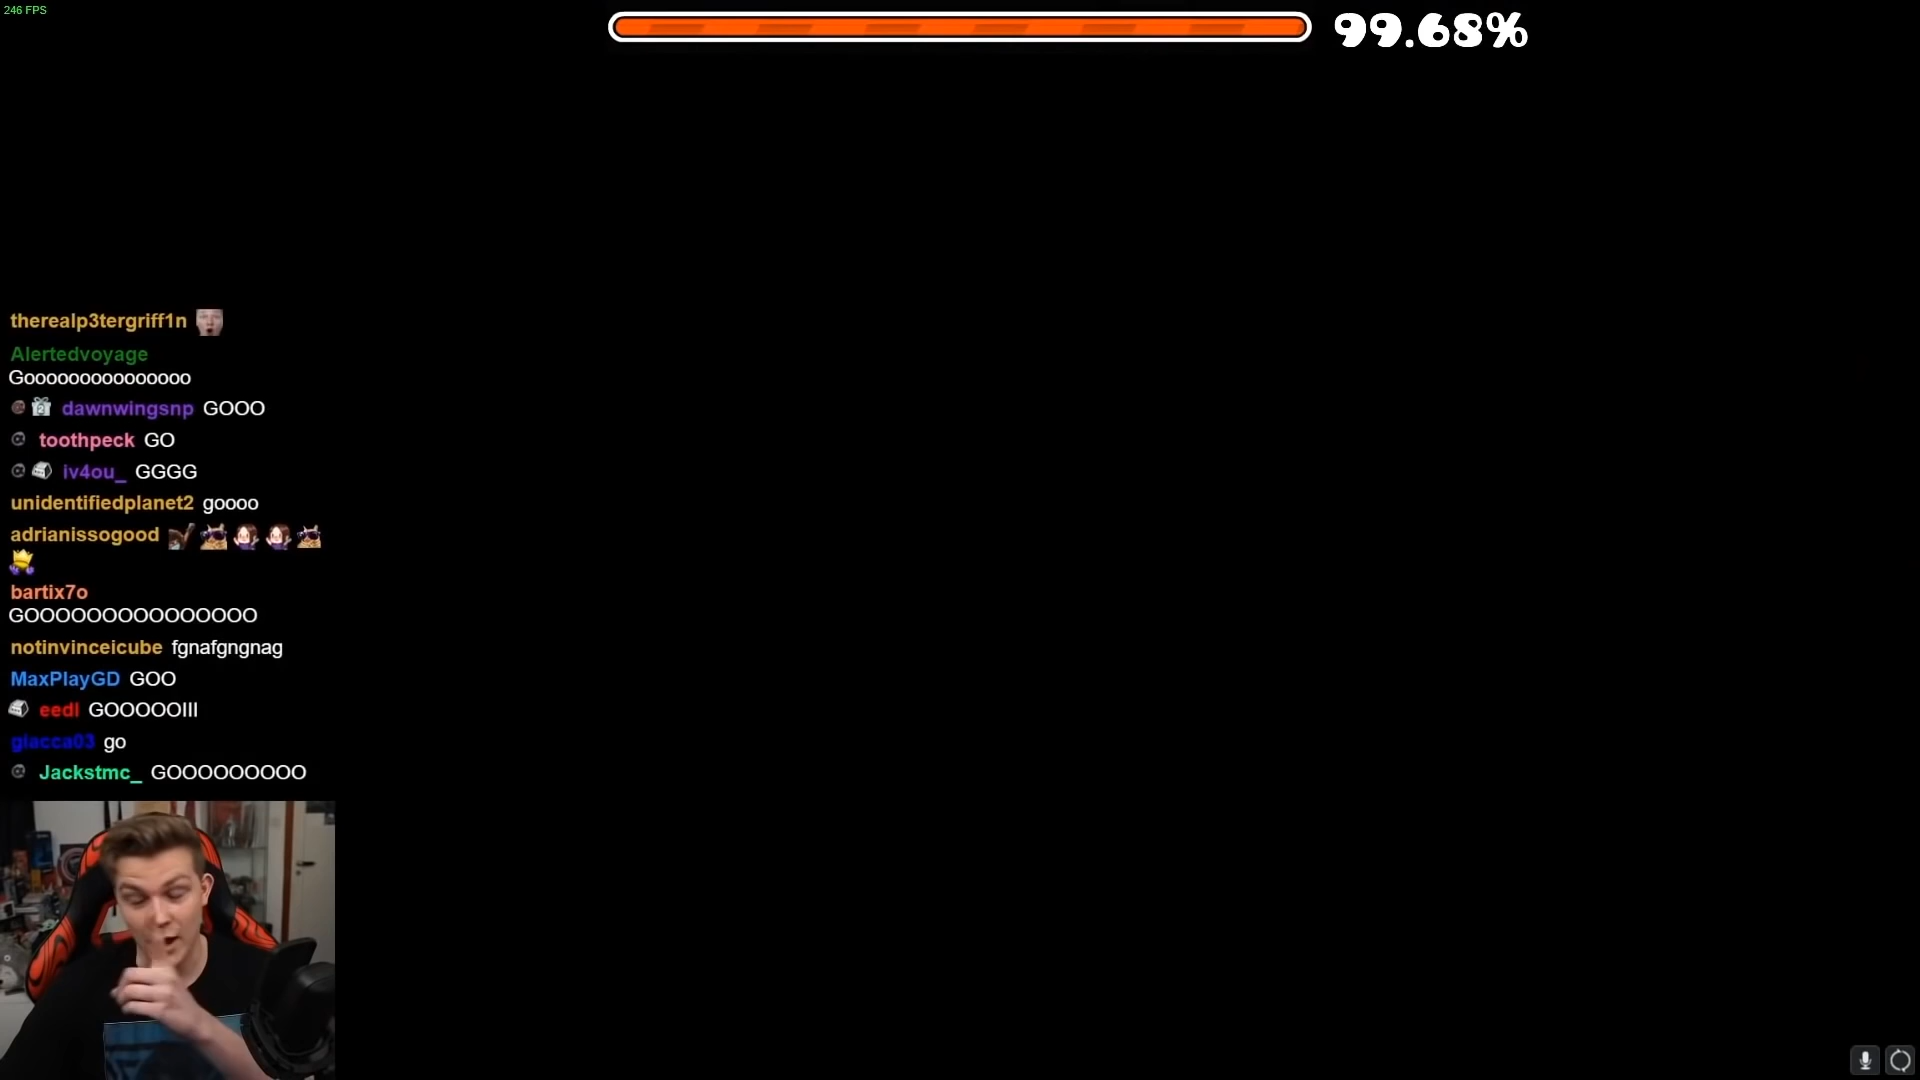 246 FPS
99.68%
therealp3tergriff1n
Alertedvoyage
Gooooooooooooooo
dawnwingsnp GOOO
toothpeck GO
iv4ou_ GGGG
unidentifiedplanet2 goooo
adrianissogood
bartix7o
GOOOOOOOOOOOOOOO
notinvinceicube fgnafgngnag
MaxPlayGD GOO
eedl GOOOOOIII
giacca03 go
Jackstmc_ GOOOOOOOOO